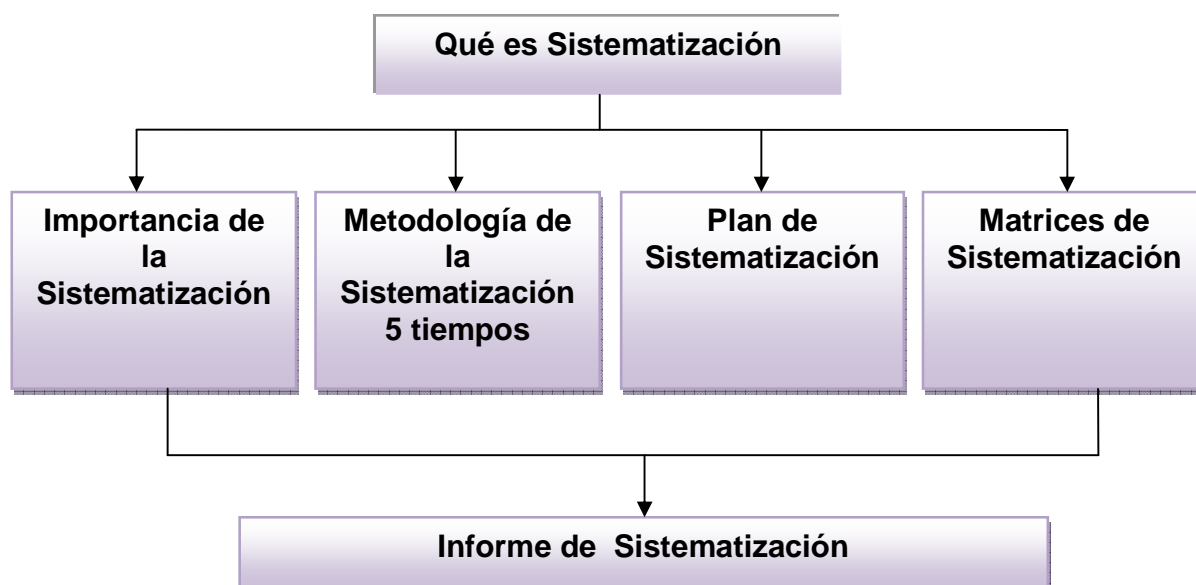 Qué es Sistematización
Importancia de
la
Sistematización
Metodología de
la
Sistematización
5 tiempos
Plan de
Sistematización
Matrices de
Sistematización
Informe de  Sistematización